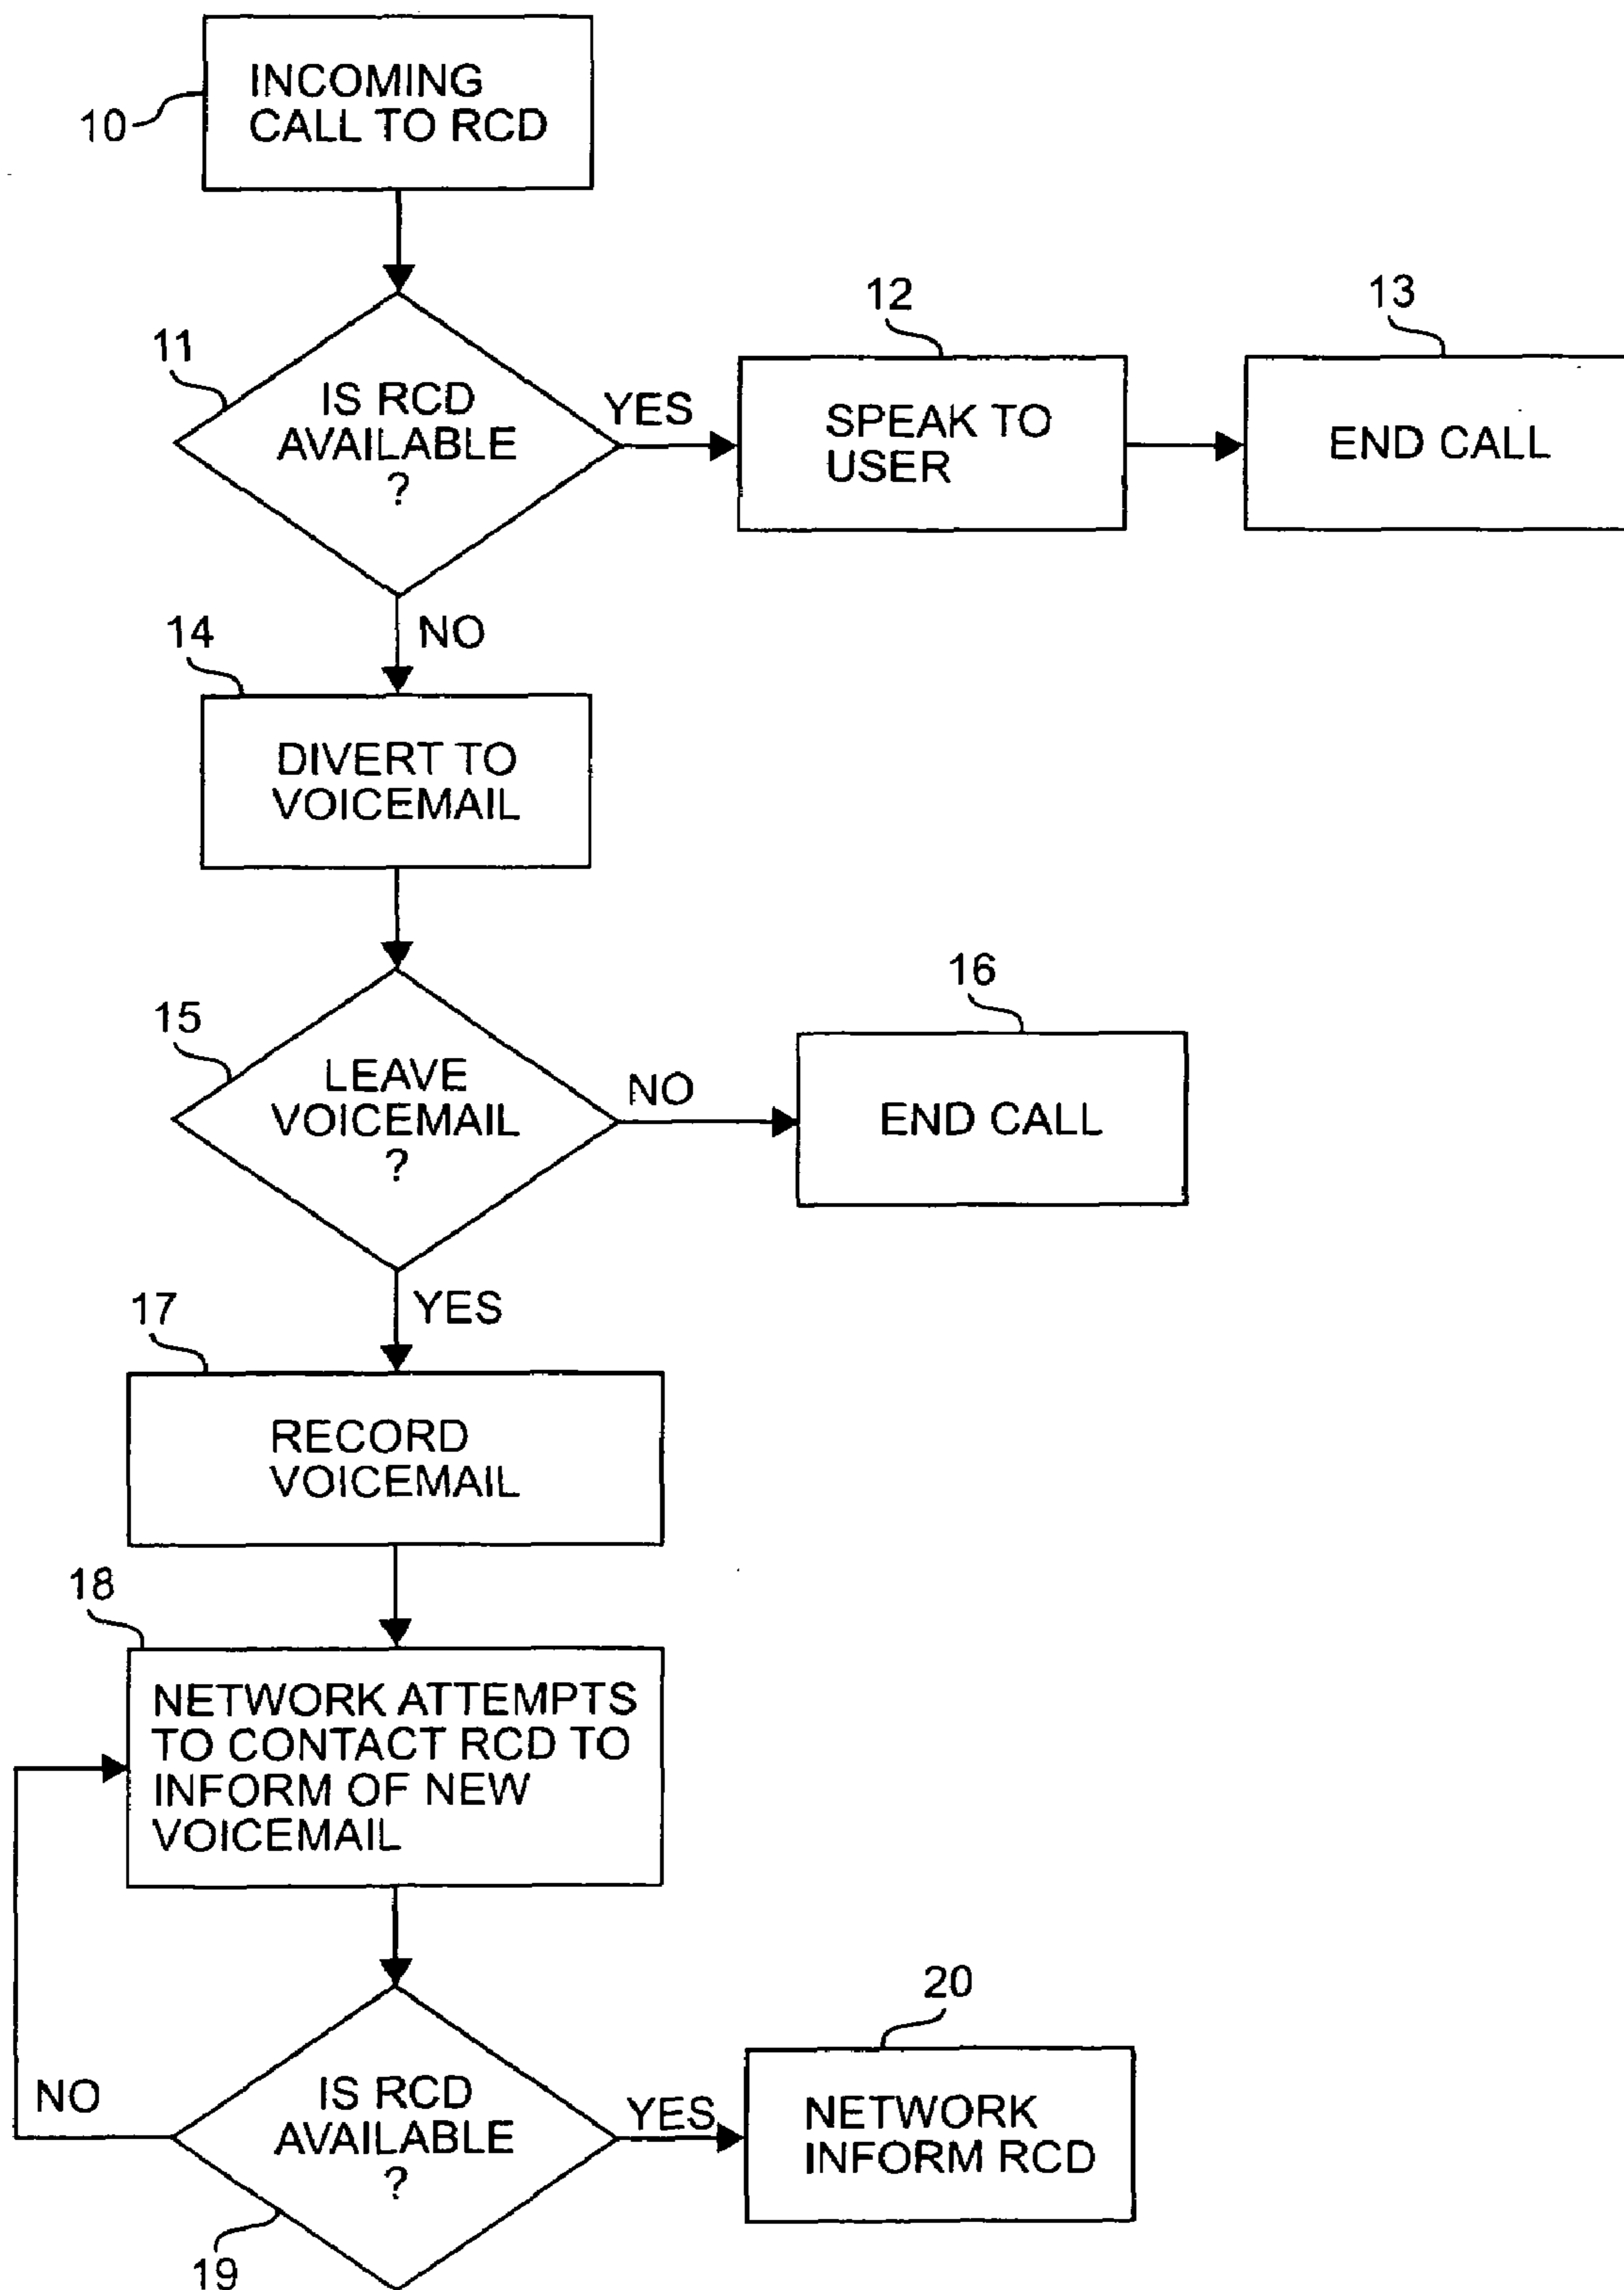 INCOMING
CALL TO RCD
10
12
13
11
IS RCD
AVAILABLE
?
YES
SPEAK TO
USER
END CALL
NO
14
DIVERT TO
VOICEMAIL
16
15
LEAVE
VOICEMAIL
?
NO
END CALL
YES
17
RECORD
VOICEMAIL
18
NETWORK ATTEMPTS
TO CONTACT RCD TO
INFORM OF NEW
VOICEMAIL
20
NO
IS RCD
AVAILABLE
?
YES
NETWORK
INFORM RCD
19